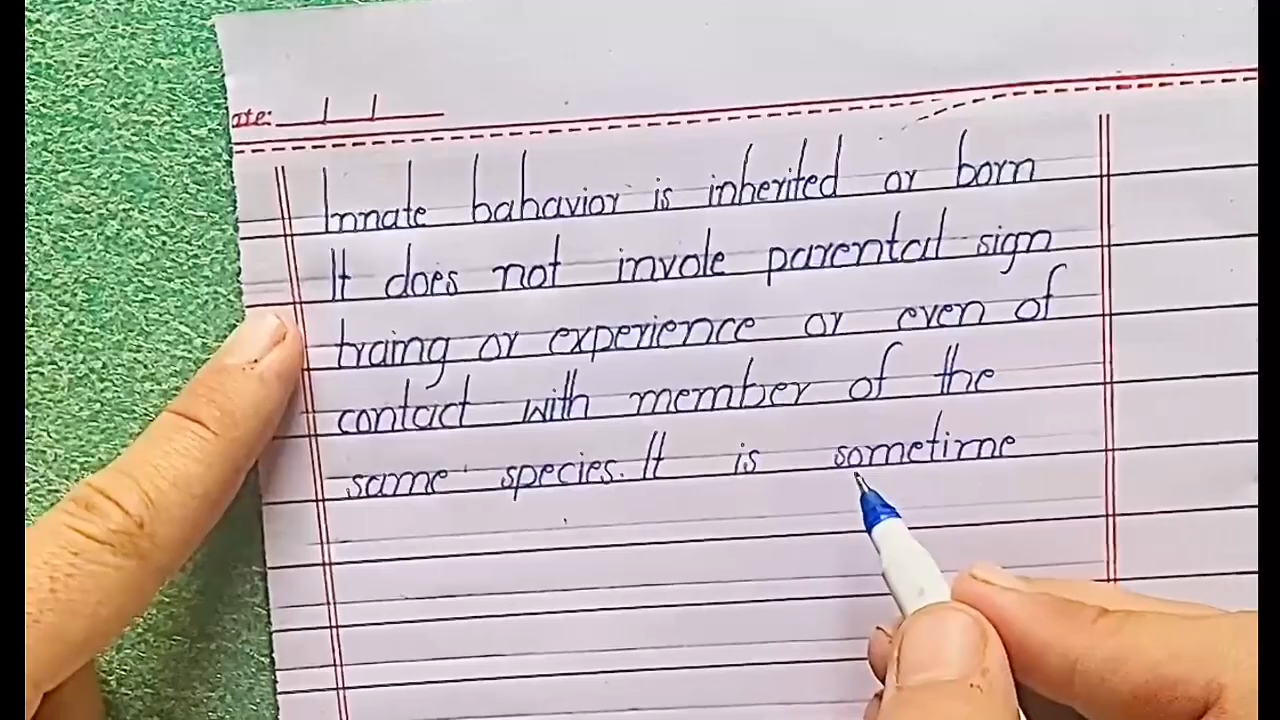 ate:
Innate bahavior is inherited or born
It does not invole parental sign
traing or experience or even of
contact with member of the
same species. It is sometime